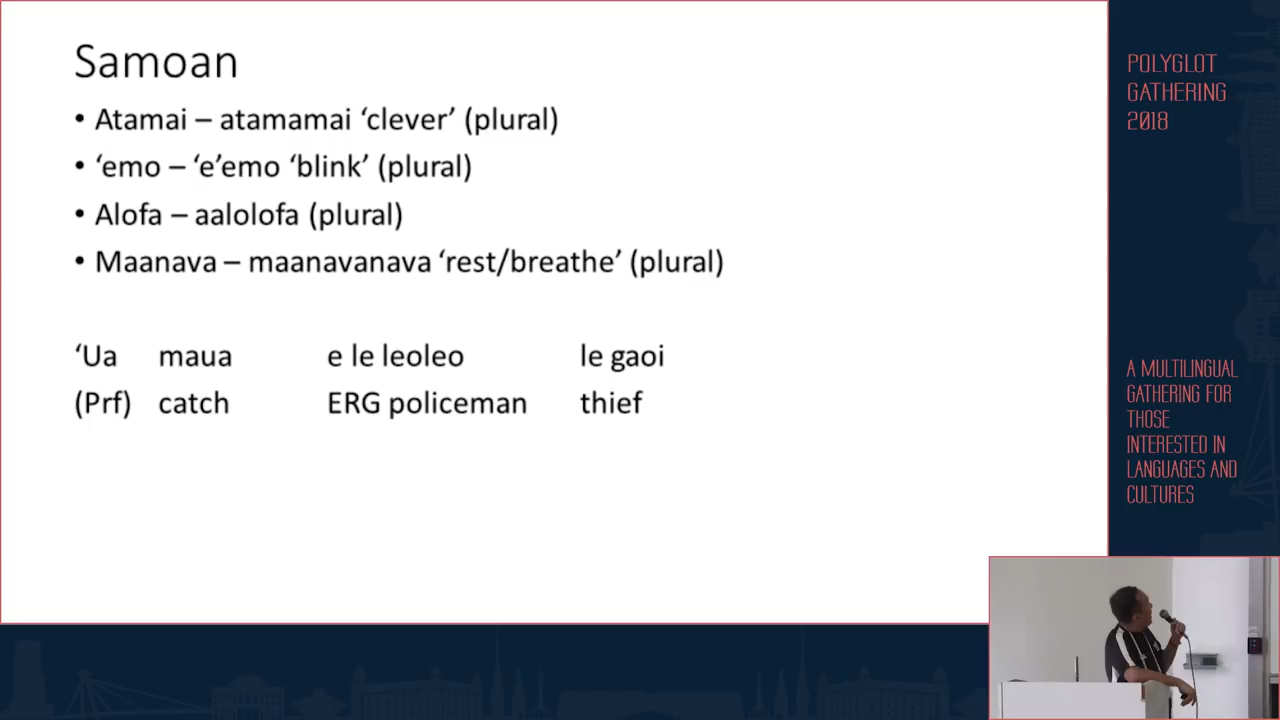 Samoan
• Atamai – atamamai ‘clever’ (plural)
• ‘emo – ‘e’emo ‘blink’ (plural)
• Alofa – aalolofa (plural)
• Maanava – maanavanava ‘rest/breathe’ (plural)
‘Ua maua e le leoleo le gaoi
(Prf) catch ERG policeman thief
POLYGLOT
GATHERING
2018
A MULTILINGUAL
GATHERING FOR
THOSE
INTERESTED IN
LANGUAGES AND
CULTURES